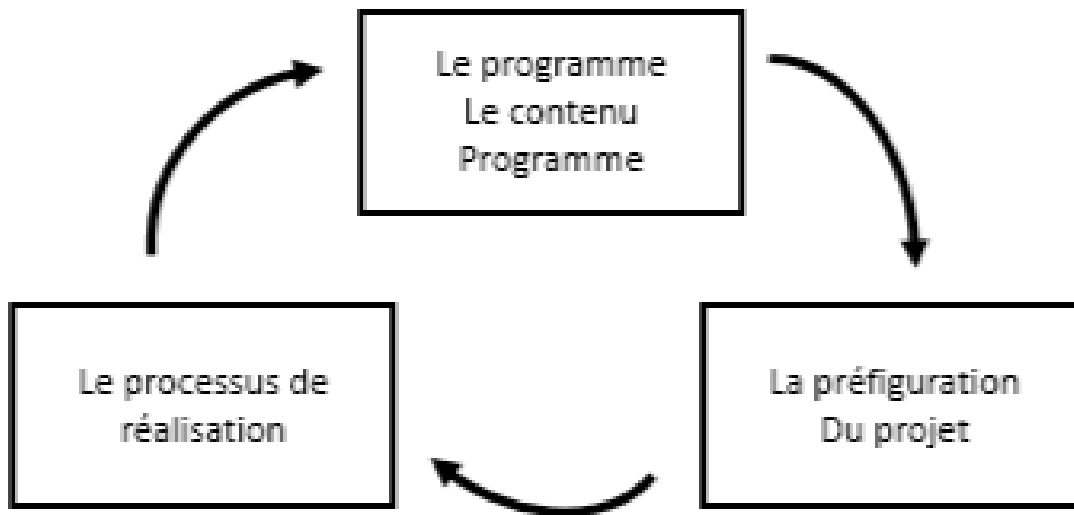 Le programme
Le contenu
Programme
Le processus de
réalisation
La préfiguration
Du projet